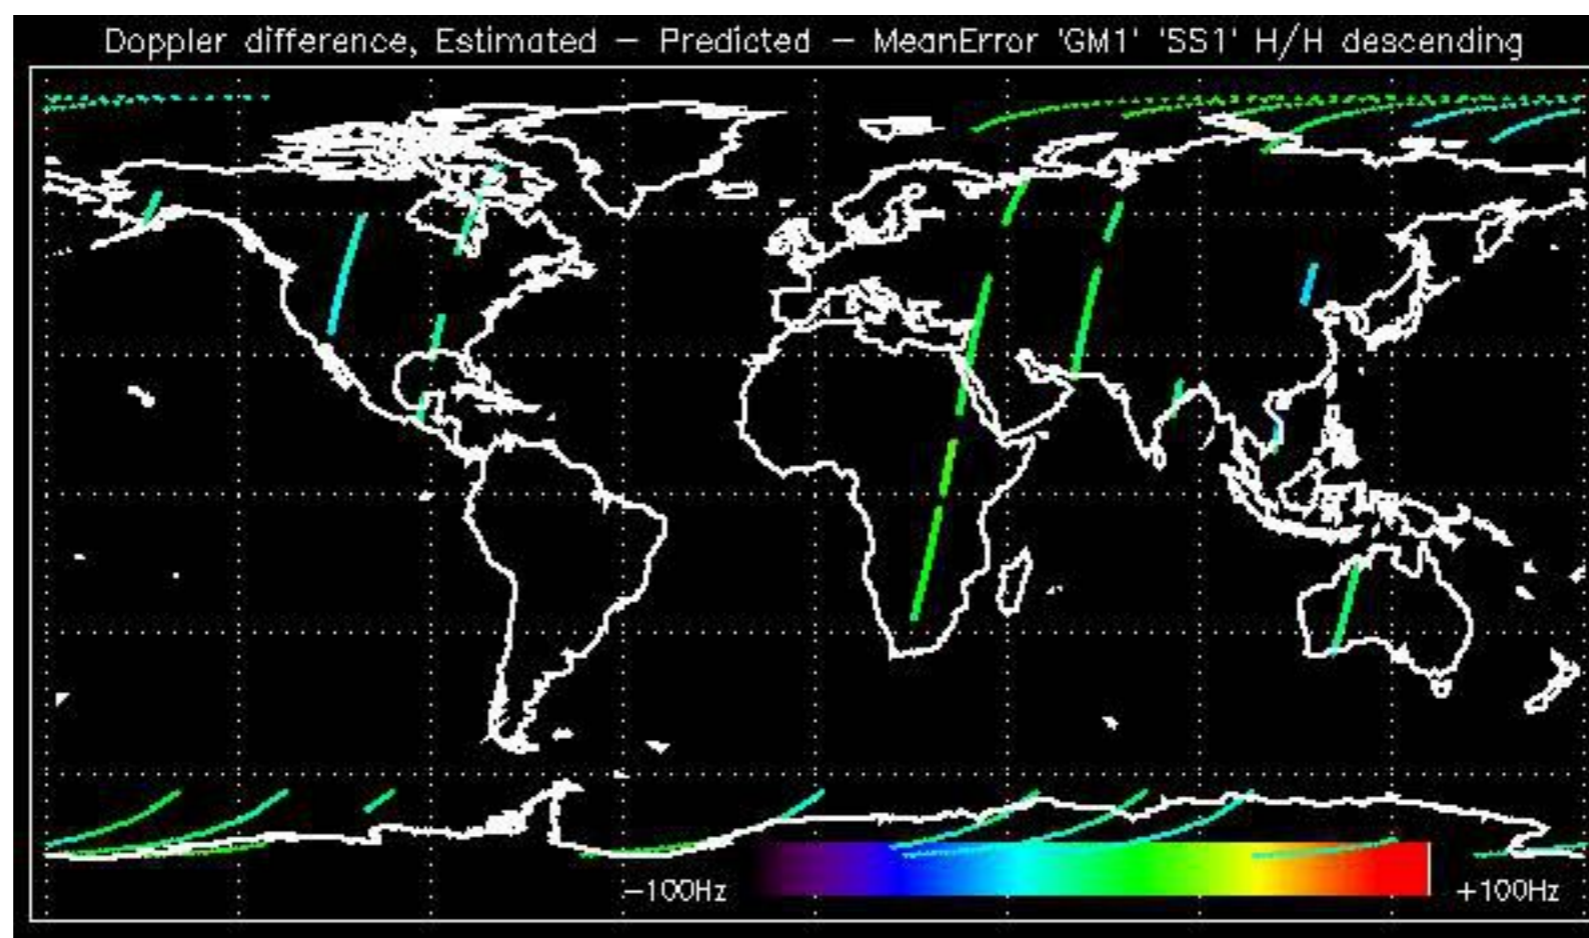 Doppler difference, Estimated − Predicted − MeanError 'GM1' 'SS1' H/H descending
−100Hz
+100Hz